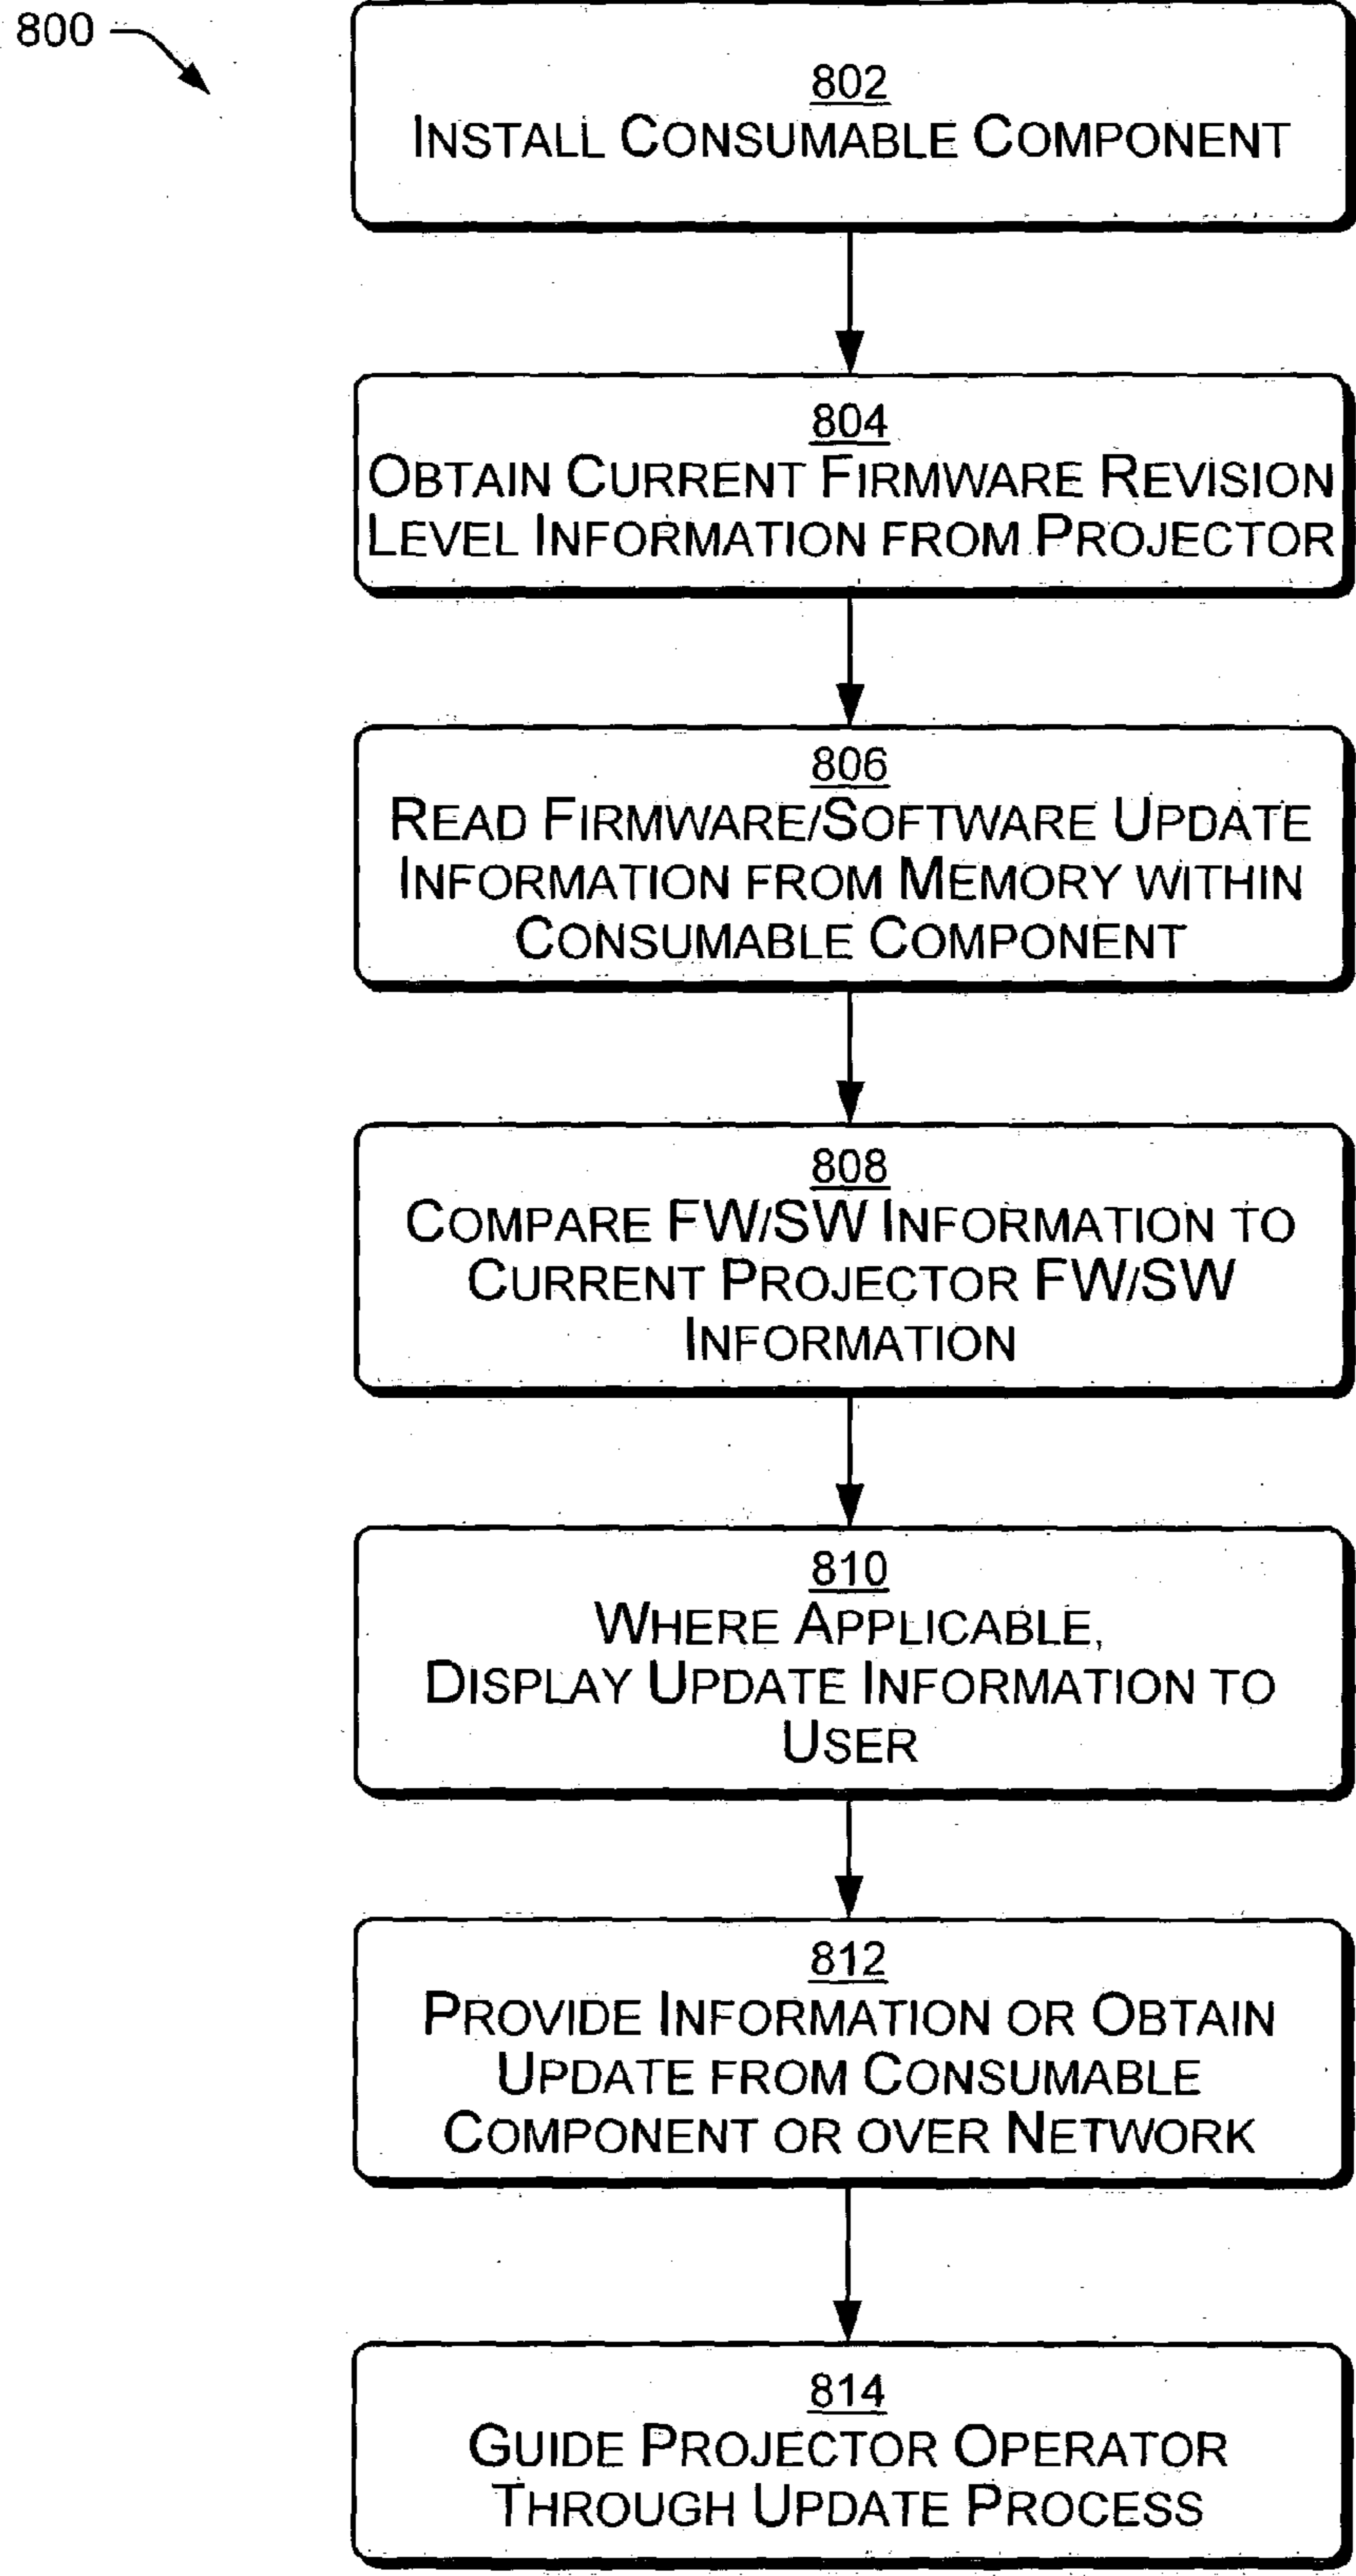 800
802
INSTALL CONSUMABLE COMPONENT
804
OBTAIN CURRENT FIRMWARE REVISION
LEVEL INFORMATION FROM PROJECTOR
806
READ FIRMWARE/SOFTWARE UPDATE
INFORMATION FROM MEMORY WITHIN
CONSUMABLE COMPONENT
808
COMPARE FW/SW INFORMATION TO
CURRENT PROJECTOR FW/SW
INFORMATION
810
WHERE APPLICABLE,
DISPLAY UPDATE INFORMATION TO
USER
812
PROVIDE INFORMATION OR OBTAIN
UPDATE FROM CONSUMABLE
COMPONENT OR OVER NETWORK
814
GUIDE PROJECTOR OPERATOR
THROUGH UPDATE PROCESS